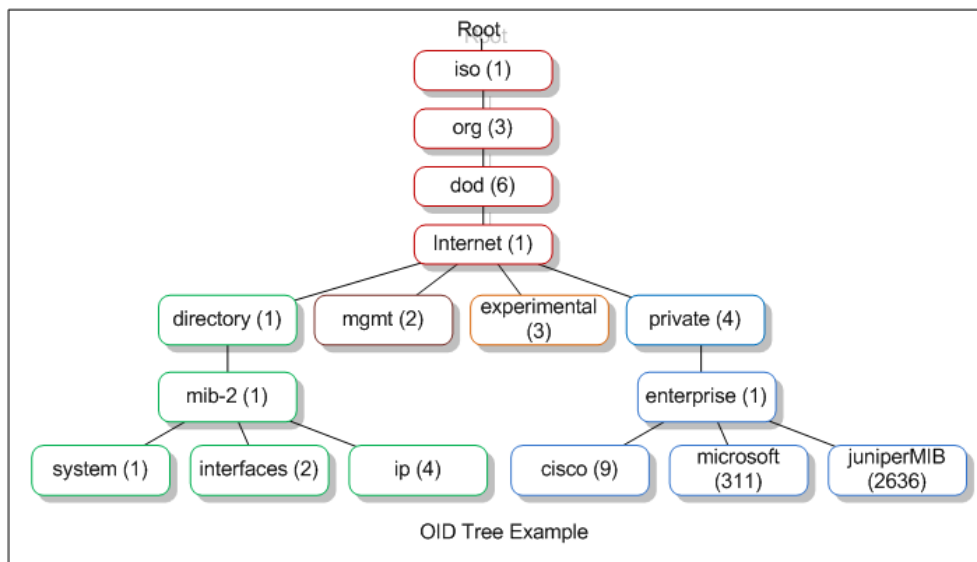 Root
iso (1)
org (3)
dod (6)
Internet (1)
directory (1)
mgmt (2)
experimental
(3)
private (4)
mib-2 (1)
enterprise (1)
system (1)
interfaces (2)
ip (4)
cisco (9)
microsoft
(311)
juniperMIB
(2636)
OID Tree Example